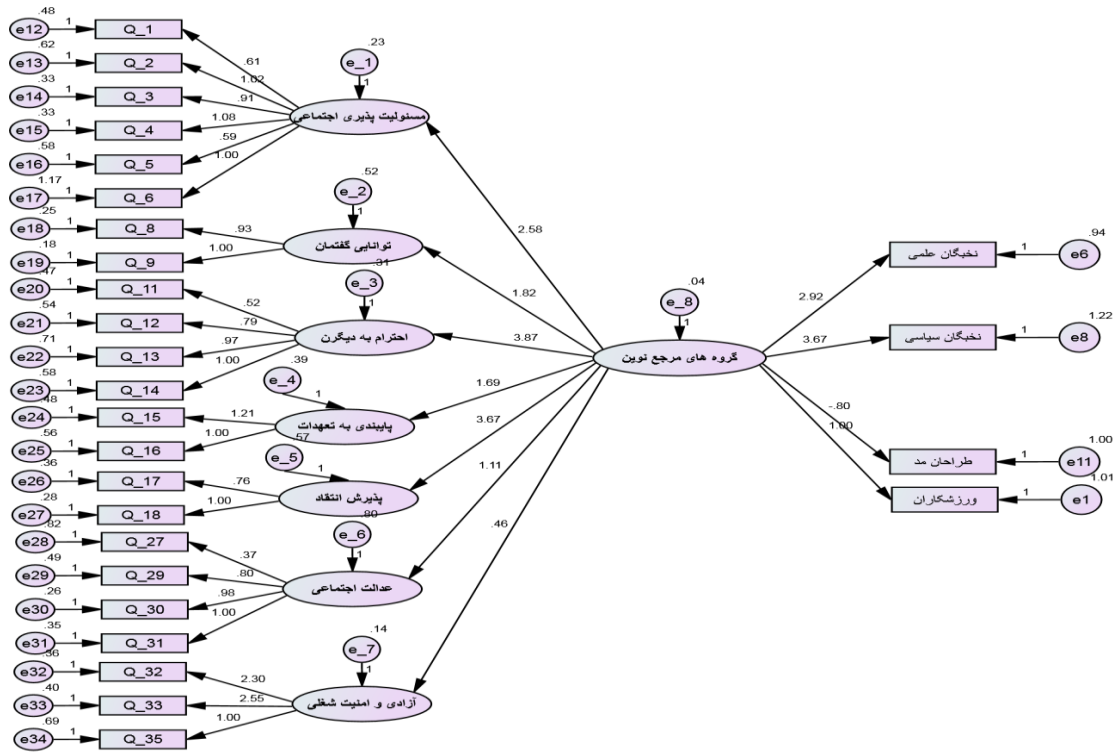 .48
e12 1 Q_1
.62
e13 1 Q_2
.33
e14 1 Q_3
.33
e15 1 Q_4
.58
e16 1 Q_5
1.17
e17 1 Q_6
.25
e18 1 Q_8
.18
e19 1 Q_9
.47
e20 1 Q_11
.54
e21 1 Q_12
.71
e22 1 Q_13
.58
e23 1 Q_14
.48
e24 1 Q_15
.56
e25 1 Q_16
.36
e26 1 Q_17
.28
e27 1 Q_18
.82
e28 1 Q_27
.49
e29 1 Q_29
.26
e30 1 Q_30
.35
e31 1 Q_31
.36
e32 1 Q_32
.40
e33 1 Q_33
.69
e34 1 Q_35
.61
1.02
.91
1.08
.59
1.00
.93
1.00
.52
.79
.97
1.00
1.21
1.00
.76
1.00
.37
.80
.98
1.00
2.30
2.55
1.00
.23
e_1
1
مسئولیت پذیری اجتماعی
.52
e_2
1
توانایی گفتمان
.31
e_3
1
احترام به دیگرن
.39
e_4
1
پایبندی به تعهدات
.57
e_5
1
پذیرش انتقاد
.80
e_6
1
عدالت اجتماعی
.14
e_7
1
آزادی و امنیت شغلی
2.58
1.82
3.87
1.69
3.67
1.11
.46
.04
e_8
1
گروه های مرجع نوین
2.92
3.67
-.80
1.00
.94
نخبگان علمی 1 e6
1.22
نخبگان سیاسی 1 e8
1.00
طراحان مد 1 e11
1.01
ورزشکاران 1 e1